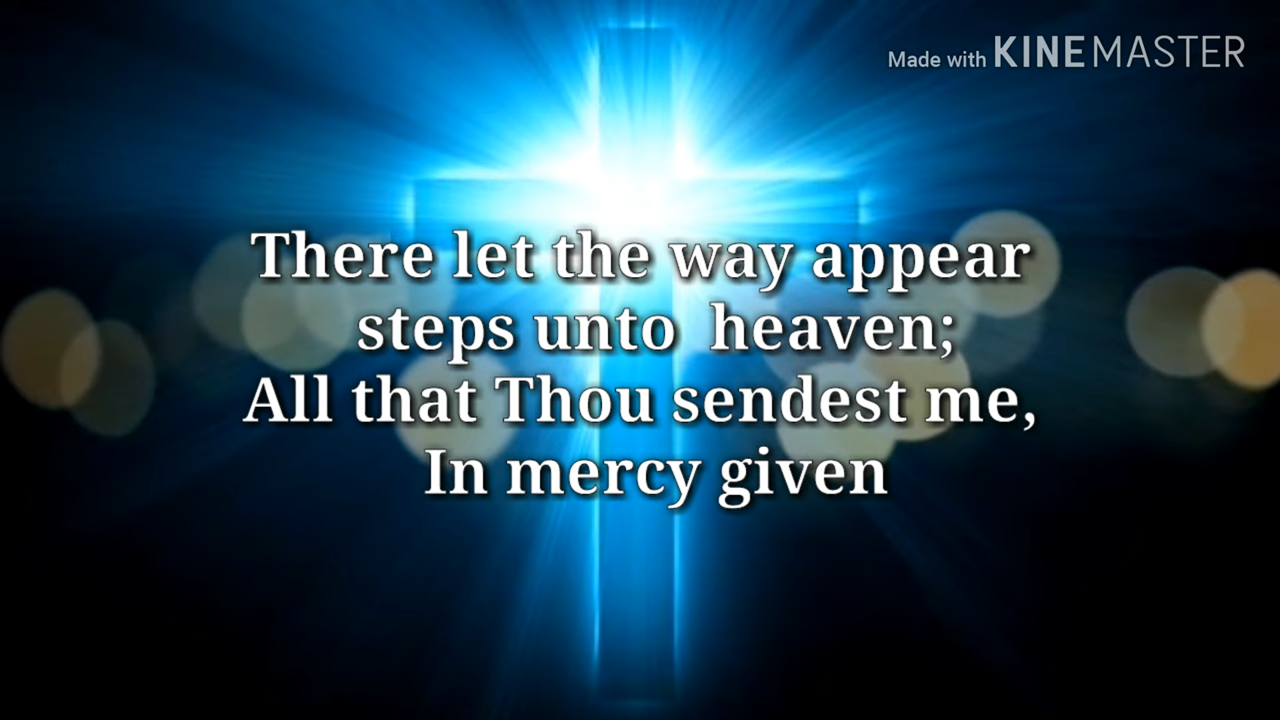 Made with KINEMASTER
There let the way appear
steps unto heaven;
All that Thou sendest me,
In mercy given